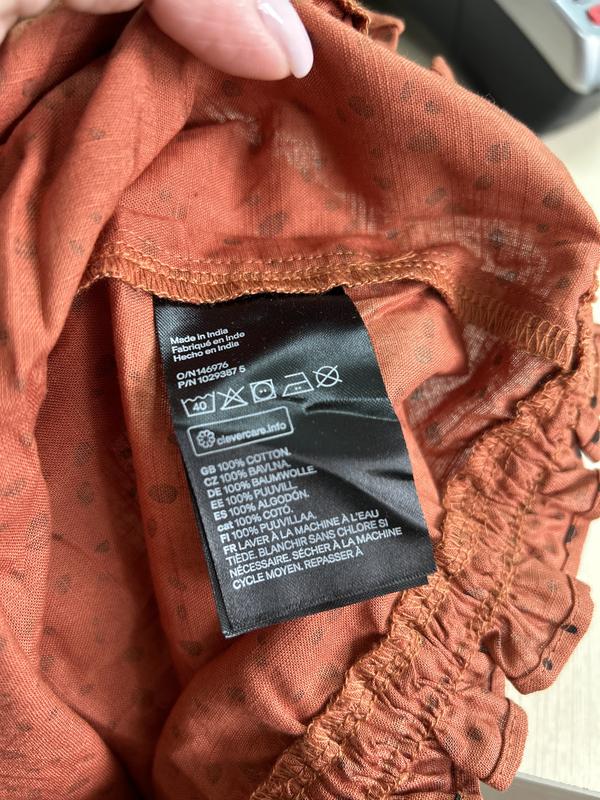 Made in India
Fabriqué en Inde
Hecho en India
O/N146976
P/N 1029387 5
40
clevercare.info
GB 100% COTTON.
CZ 100% BAVLNA.
DE 100% BAUMWOLLE.
EE 100% PUUVILL.
ES 100% ALGODÓN.
cat 100% COTÓ.
FI 100% PUUVILLAA.
FR LAVER À LA MACHINE À L'EAU
TIÈDE. BLANCHIR SANS CHLORE SI
NÉCESSAIRE. SÉCHER À LA MACHINE
CYCLE MOYEN. REPASSER À